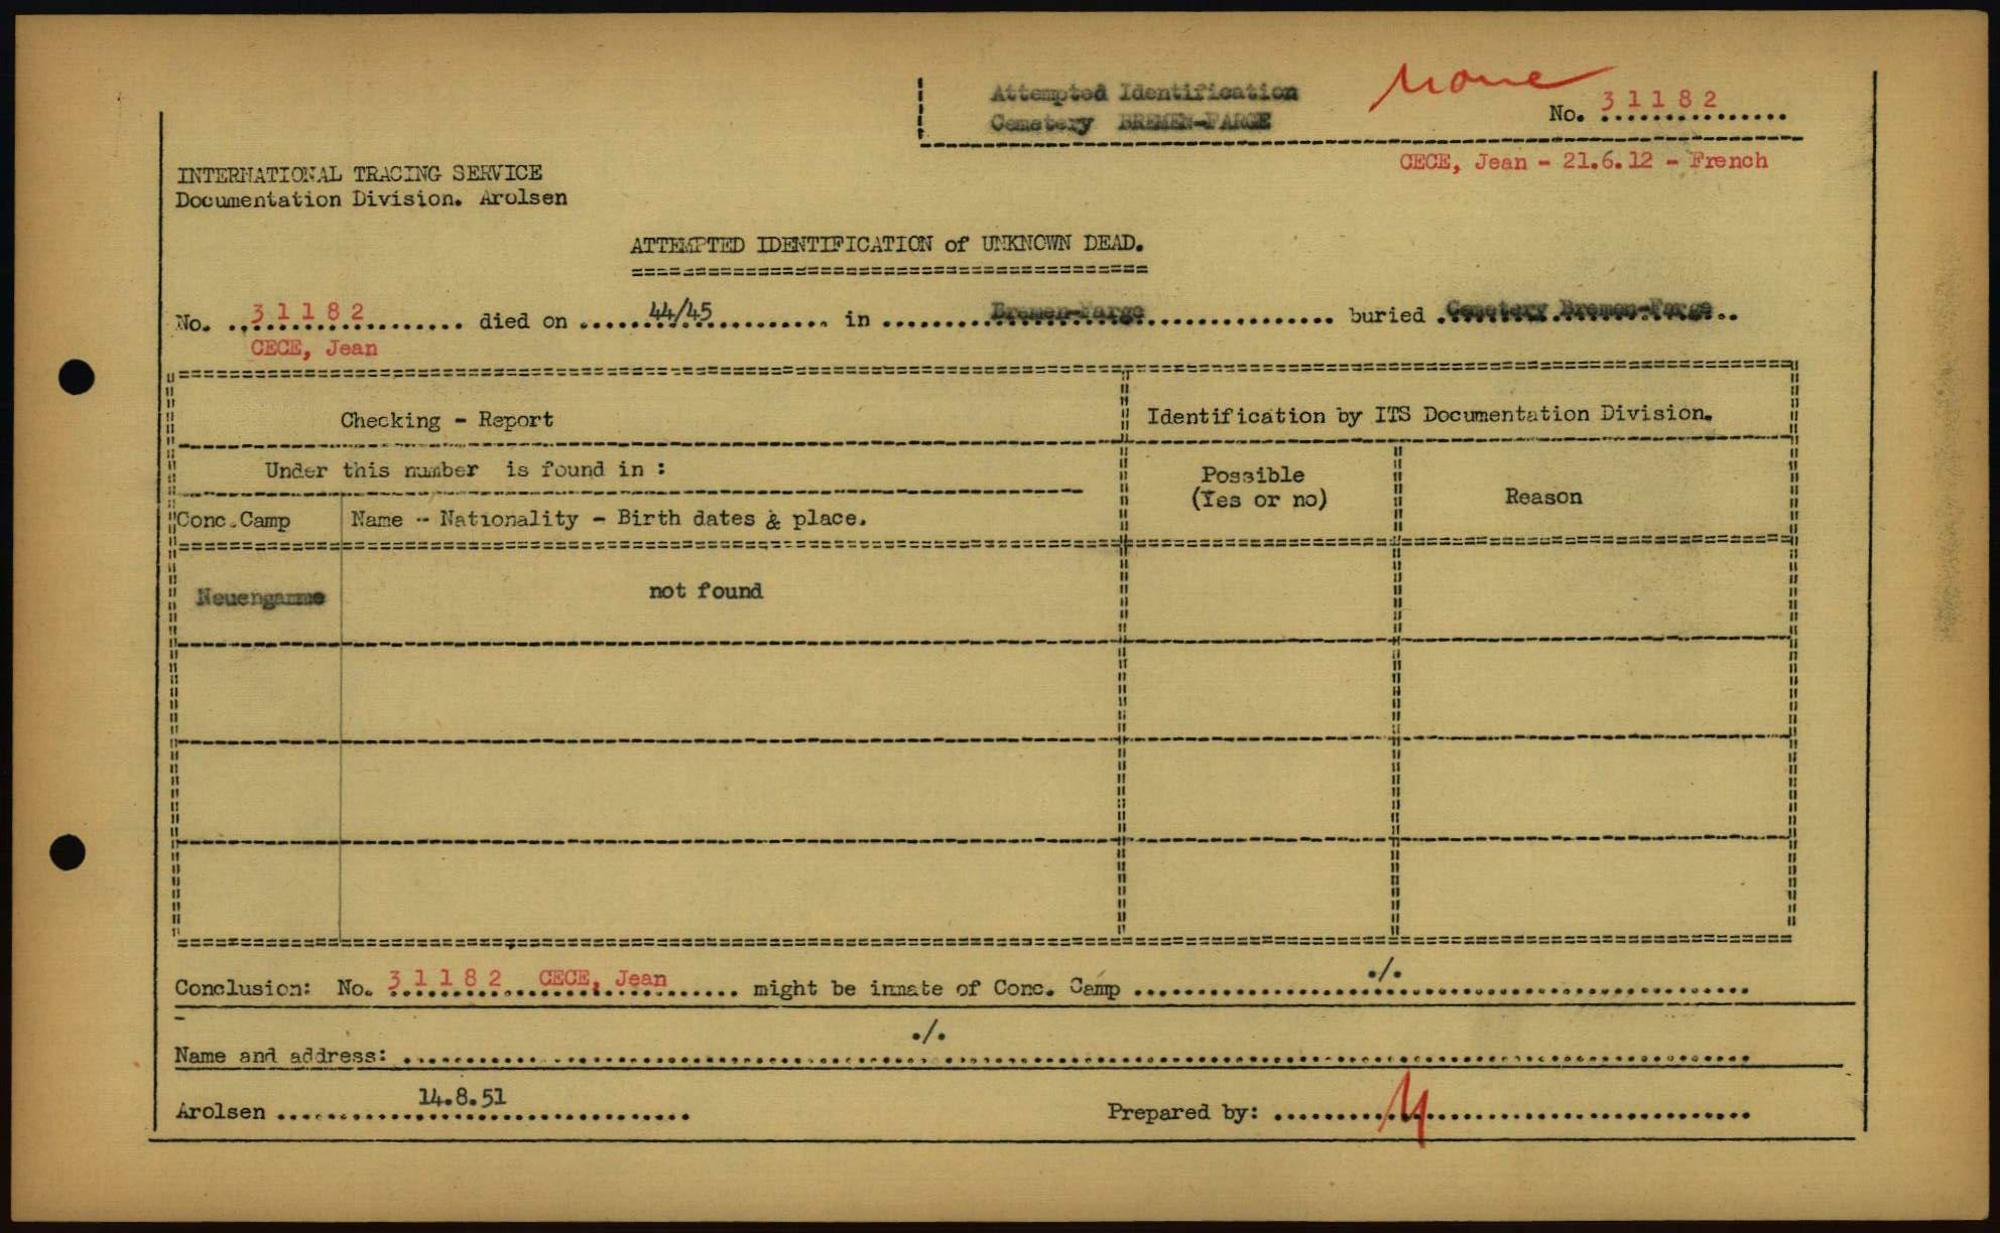 Attempted Identification
Cemetery BREMEN-FARGE
None
No. 31182
CECE, Jean - 21.6.12 - French
INTERNATIONAL TRACING SERVICE
Documentation Division. Arolsen
ATTEMPTED IDENTIFICATION of UNKNOWN DEAD.
No. 31182 died on 44/45 in Bremen-Farge buried Cemetery Bremen-Farge
CECE, Jean
Checking - Report
Identification by ITS Documentation Division.
Under this number is found in :
Possible
(Yes or no)
Reason
Conc.Camp
Name - Nationality - Birth dates & place.
Neuengamme
not found
Conclusion: No. 31182 CECE, Jean might be inmate of Conc. Camp ./.
Name and address: ./.
Arolsen 14.8.51
Prepared by: